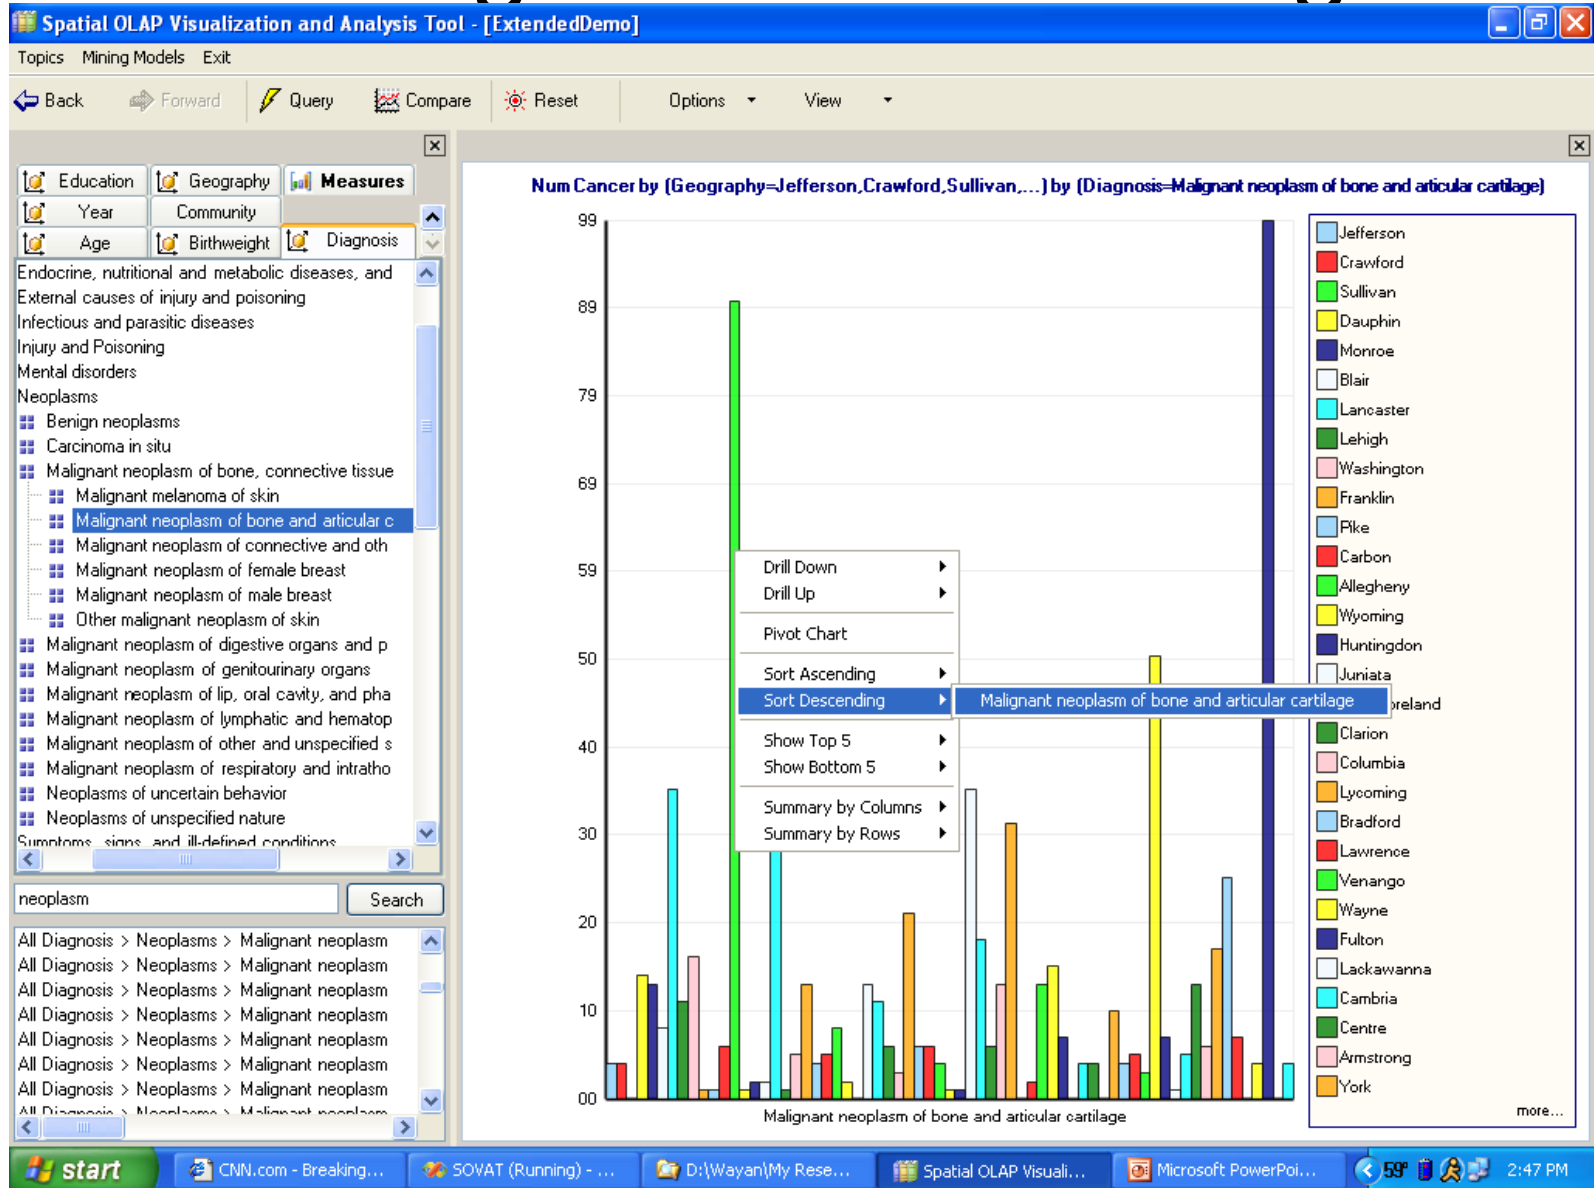 Spatial OLAP Visualization and Analysis Tool - [ExtendedDemo]
Topics Mining Models Exit
Back Forward Query Compare Reset Options View
Education Geography Measures
Year Community
Age Birthweight Diagnosis
Endocrine, nutritional and metabolic diseases, and
External causes of injury and poisoning
Infectious and parasitic diseases
Injury and Poisoning
Mental disorders
Neoplasms
Benign neoplasms
Carcinoma in situ
Malignant neoplasm of bone, connective tissue
Malignant melanoma of skin
Malignant neoplasm of bone and articular c
Malignant neoplasm of connective and oth
Malignant neoplasm of female breast
Malignant neoplasm of male breast
Other malignant neoplasm of skin
Malignant neoplasm of digestive organs and p
Malignant neoplasm of genitourinary organs
Malignant neoplasm of lip, oral cavity, and pha
Malignant neoplasm of lymphatic and hematop
Malignant neoplasm of other and unspecified s
Malignant neoplasm of respiratory and intratho
Neoplasms of uncertain behavior
Neoplasms of unspecified nature
Symptoms, signs, and ill-defined conditions
neoplasm Search
All Diagnosis > Neoplasms > Malignant neoplasm
All Diagnosis > Neoplasms > Malignant neoplasm
All Diagnosis > Neoplasms > Malignant neoplasm
All Diagnosis > Neoplasms > Malignant neoplasm
All Diagnosis > Neoplasms > Malignant neoplasm
All Diagnosis > Neoplasms > Malignant neoplasm
All Diagnosis > Neoplasms > Malignant neoplasm
All Diagnosis > Neoplasms > Malignant neoplasm
Num Cancer by (Geography=Jefferson,Crawford,Sullivan,...) by (Diagnosis=Malignant neoplasm of bone and articular cartilage)
99
89
79
69
59
50
40
30
20
10
00
Malignant neoplasm of bone and articular cartilage
Drill Down
Drill Up
Pivot Chart
Sort Ascending
Sort Descending
Malignant neoplasm of bone and articular cartilage
Show Top 5
Show Bottom 5
Summary by Columns
Summary by Rows
Jefferson
Crawford
Sullivan
Dauphin
Monroe
Blair
Lancaster
Lehigh
Washington
Franklin
Pike
Carbon
Allegheny
Wyoming
Huntingdon
Juniata
reland
Clarion
Columbia
Lycoming
Bradford
Lawrence
Venango
Wayne
Fulton
Lackawanna
Cambria
Centre
Armstrong
York
more...
start CNN.com - Breaking... SOVAT (Running) - ... D:\Wayan\My Rese... Spatial OLAP Visuali... Microsoft PowerPoi... 59° 2:47 PM